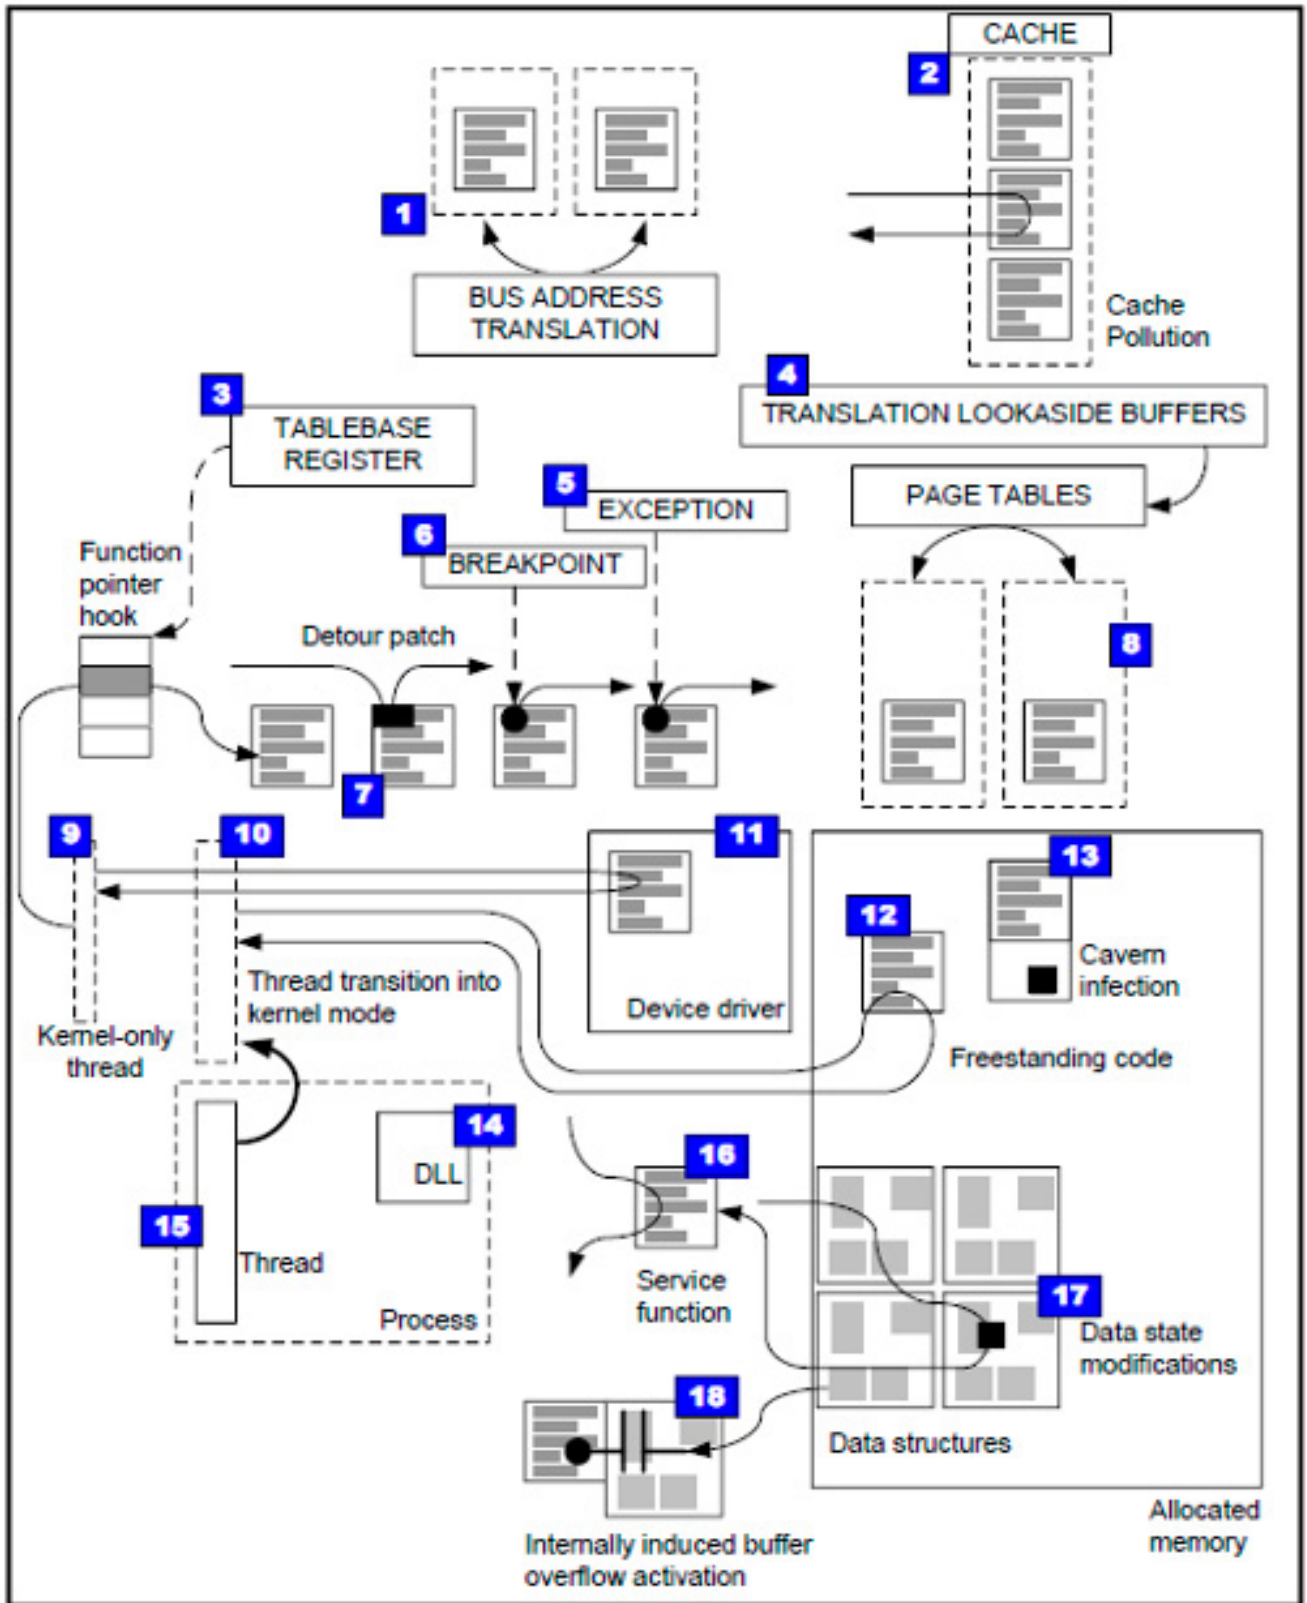 CACHE
2
1
BUS ADDRESS
TRANSLATION
Cache
Pollution
3
TABLEBASE
REGISTER
4
TRANSLATION LOOKASIDE BUFFERS
5
EXCEPTION
PAGE TABLES
6
BREAKPOINT
Function
pointer
hook
Detour patch
8
7
9
10
11
13
12
Cavern
infection
Thread transition into
kernel mode
Device driver
Kernel-only
thread
Freestanding code
14
DLL
16
15
Thread
Service
function
Process
17
Data state
modifications
18
Data structures
Allocated
memory
Internally induced buffer
overflow activation